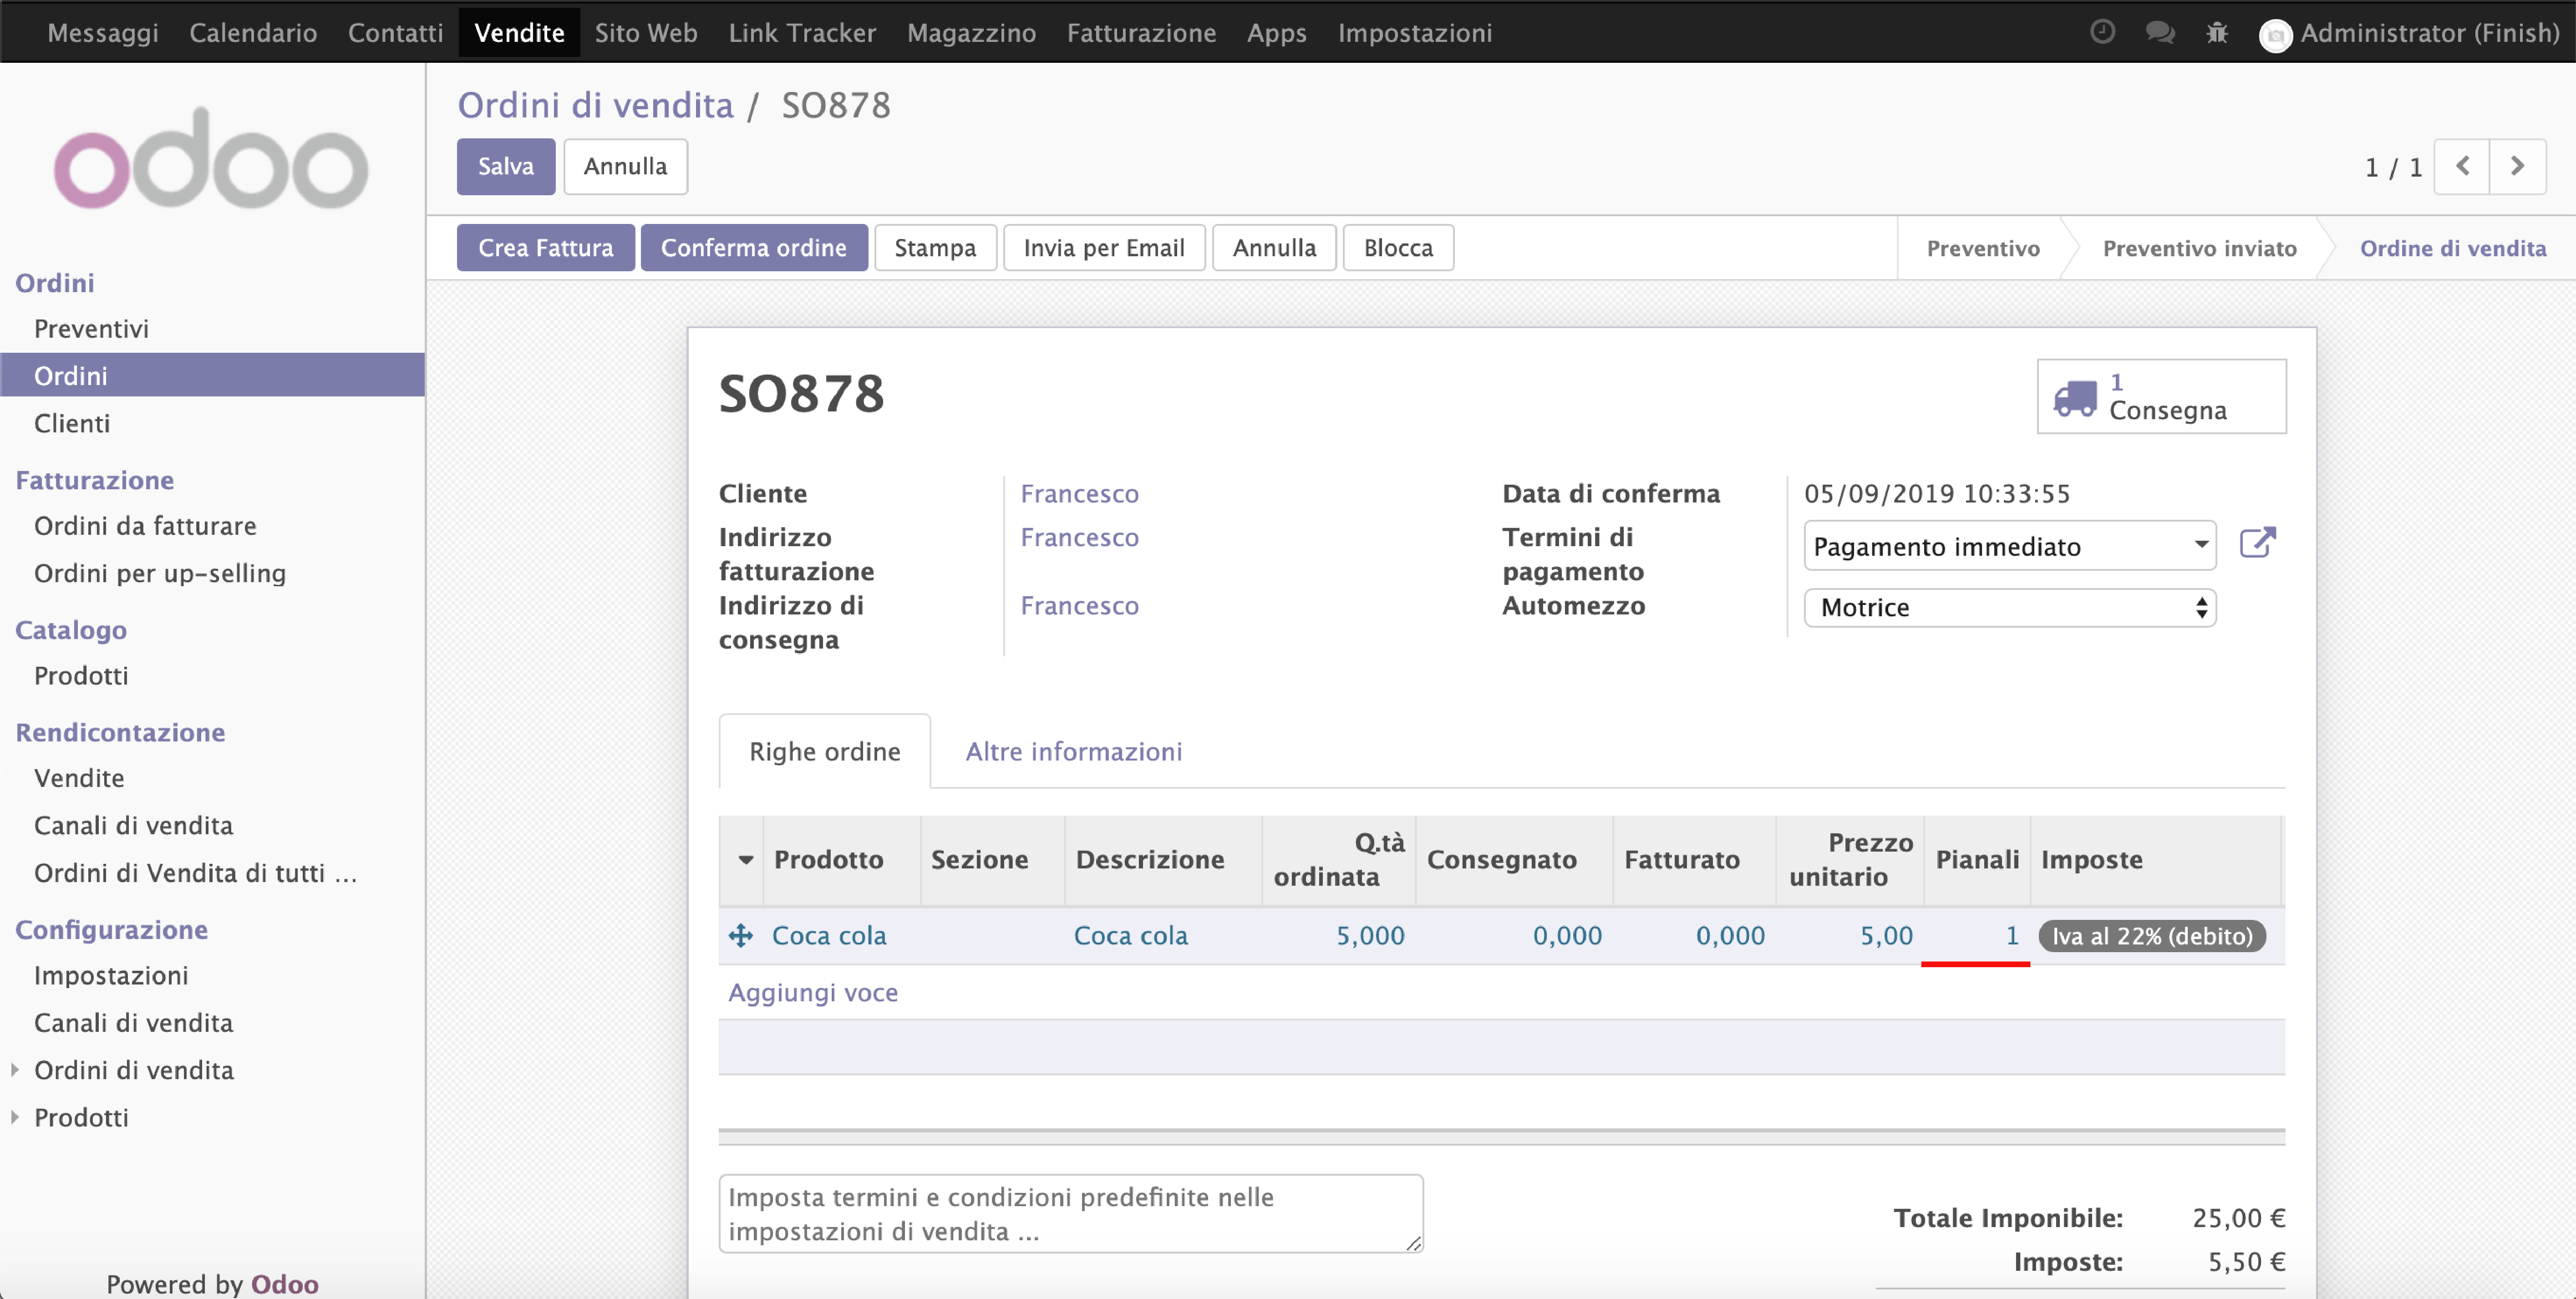 Messaggi Calendario Contatti Vendite Sito Web Link Tracker Magazzino Fatturazione Apps Impostazioni Administrator (Finish)
odoo
Ordini
Preventivi
Ordini
Clienti
Fatturazione
Ordini da fatturare
Ordini per up-selling
Catalogo
Prodotti
Rendicontazione
Vendite
Canali di vendita
Ordini di Vendita di tutti ...
Configurazione
Impostazioni
Canali di vendita
Ordini di vendita
Prodotti
Powered by Odoo
Ordini di vendita / SO878
Salva Annulla
1 / 1
Crea Fattura Conferma ordine Stampa Invia per Email Annulla Blocca
Preventivo Preventivo inviato Ordine di vendita
SO878
1
Consegna
Cliente Francesco
Indirizzo Francesco
fatturazione
Indirizzo di Francesco
consegna
Data di conferma 05/09/2019 10:33:55
Termini di Pagamento immediato
pagamento
Automezzo Motrice
Righe ordine Altre informazioni
Prodotto Sezione Descrizione Q.tà ordinata Consegnato Fatturato Prezzo unitario Pianali Imposte
Coca cola Coca cola 5,000 0,000 0,000 5,00 1 Iva al 22% (debito)
Aggiungi voce
Imposta termini e condizioni predefinite nelle
impostazioni di vendita ...
Totale Imponibile: 25,00 €
Imposte: 5,50 €